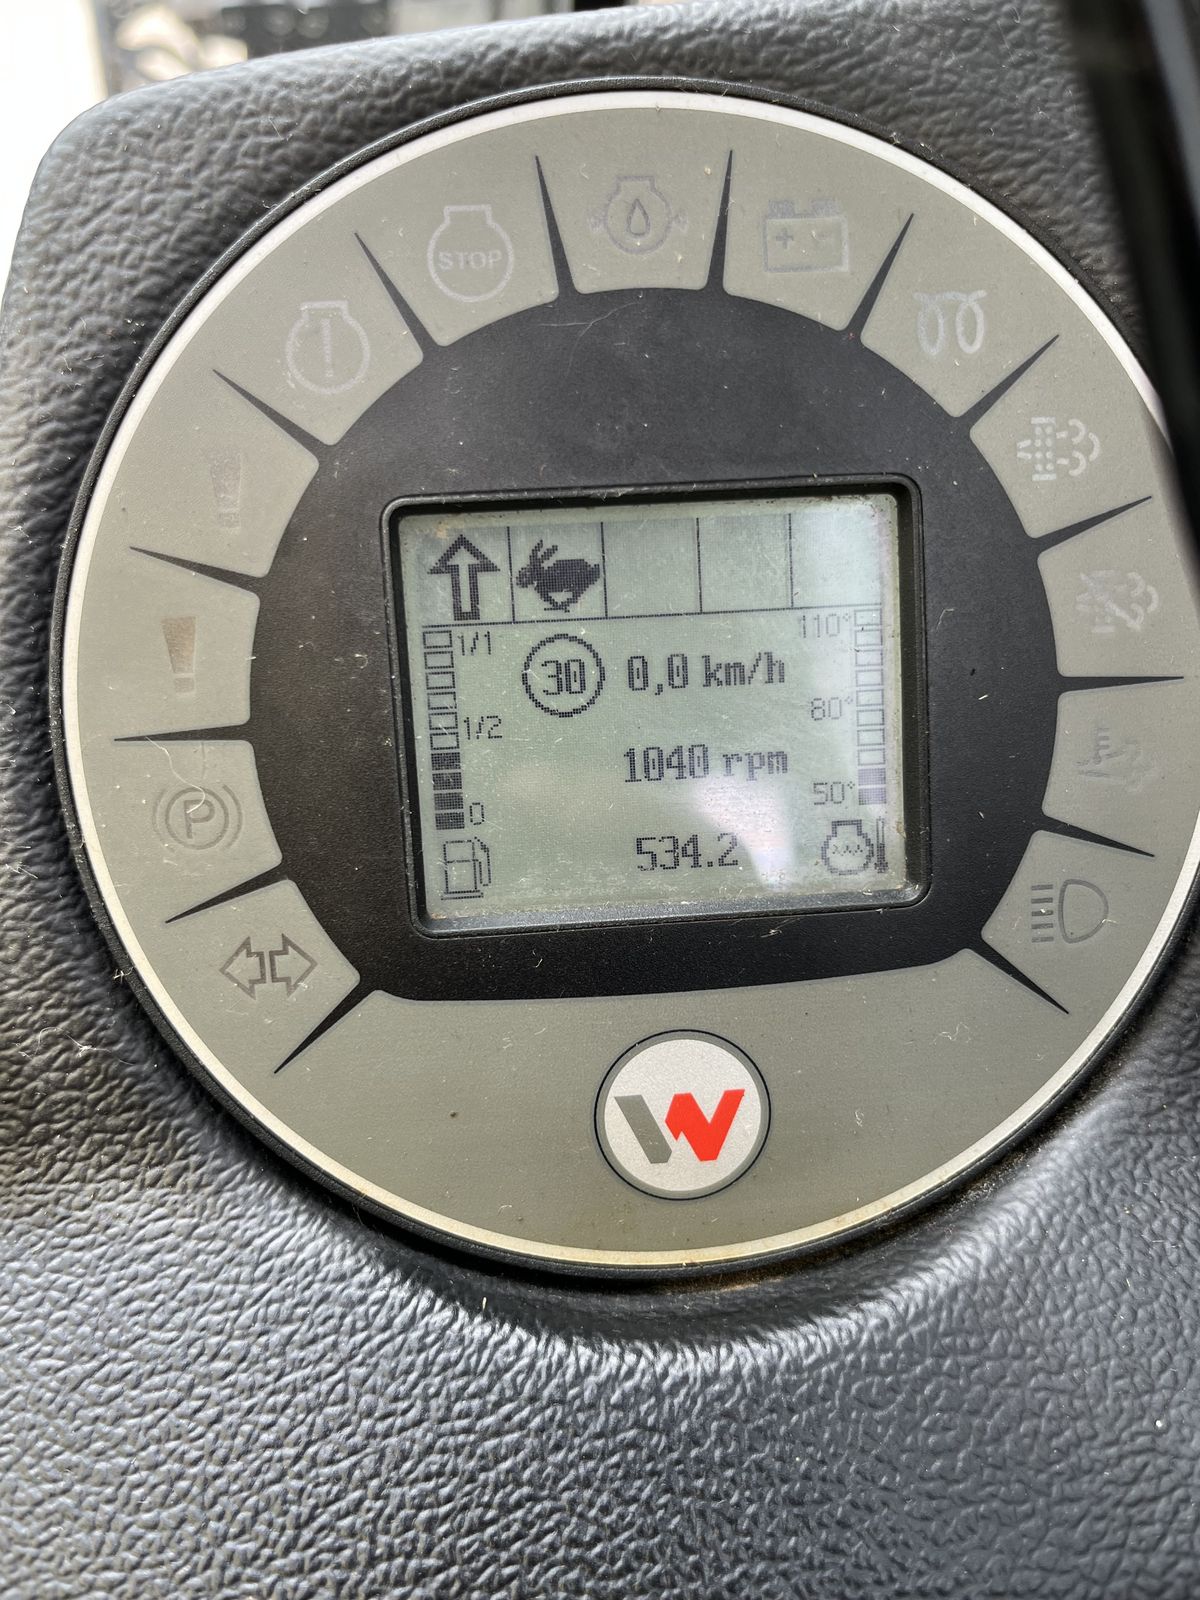 STOP
+ -
1/1
110°
30
0,0 km/h
80°
1/2
1040 rpm
50°
0
534.2
P
W